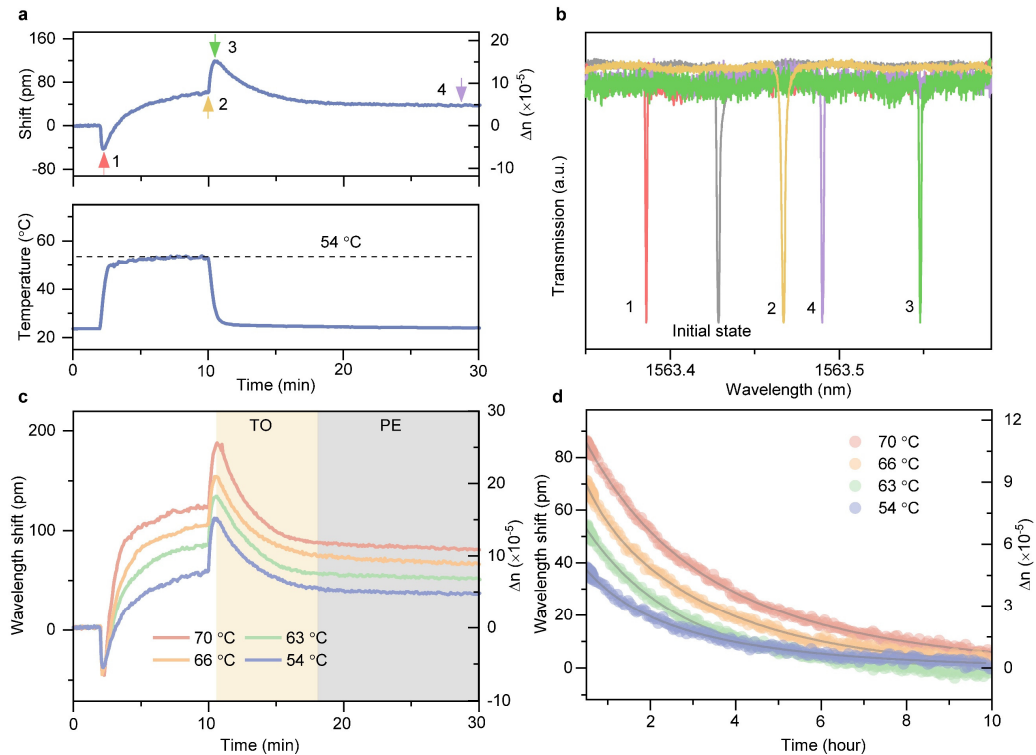 a
160
80
0
-80
Shift (pm)
20
10
0
-10
Δn (×10⁻⁵)
1
2
3
4
60
40
20
Temperature (°C)
54 °C
0
10
20
30
Time (min)
b
Transmission (a.u.)
1
Initial state
2
4
3
1563.4
1563.5
Wavelength (nm)
c
200
100
0
Wavelength shift (pm)
TO
PE
30
20
10
0
-10
Δn (×10⁻⁵)
70 °C
63 °C
66 °C
54 °C
0
10
20
30
Time (min)
d
80
60
40
20
0
Wavelength shift (pm)
70 °C
66 °C
63 °C
54 °C
12
9
6
3
0
Δn (×10⁻⁵)
2
4
6
8
10
Time (hour)